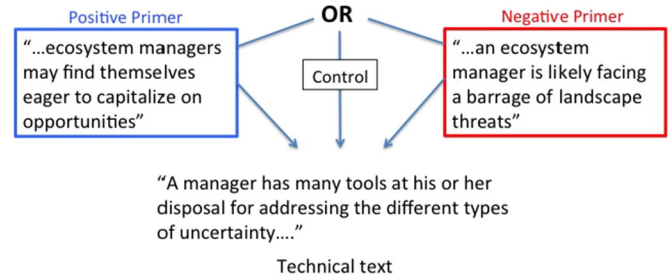 Positive Primer
OR
Negative Primer
“...ecosystem managers
may find themselves
eager to capitalize on
opportunities”
Control
“...an ecosystem
manager is likely facing
a barrage of landscape
threats”
“A manager has many tools at his or her
disposal for addressing the different types
of uncertainty....”
Technical text